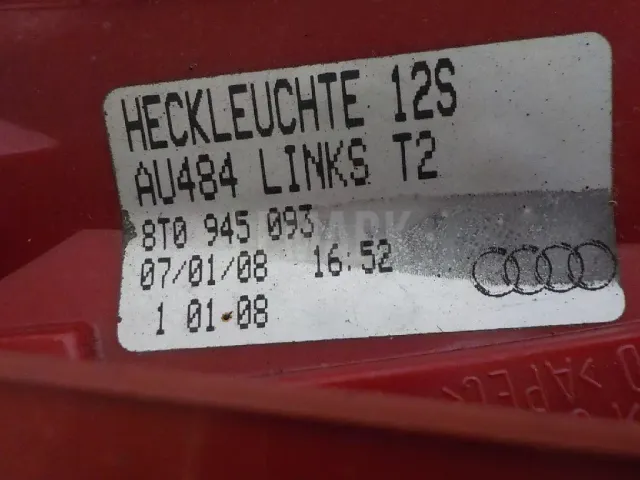 HECKLEUCHTE 12S
AU484 LINKS T2
8T0 945 093
07/01/08 16:52
1 01 08